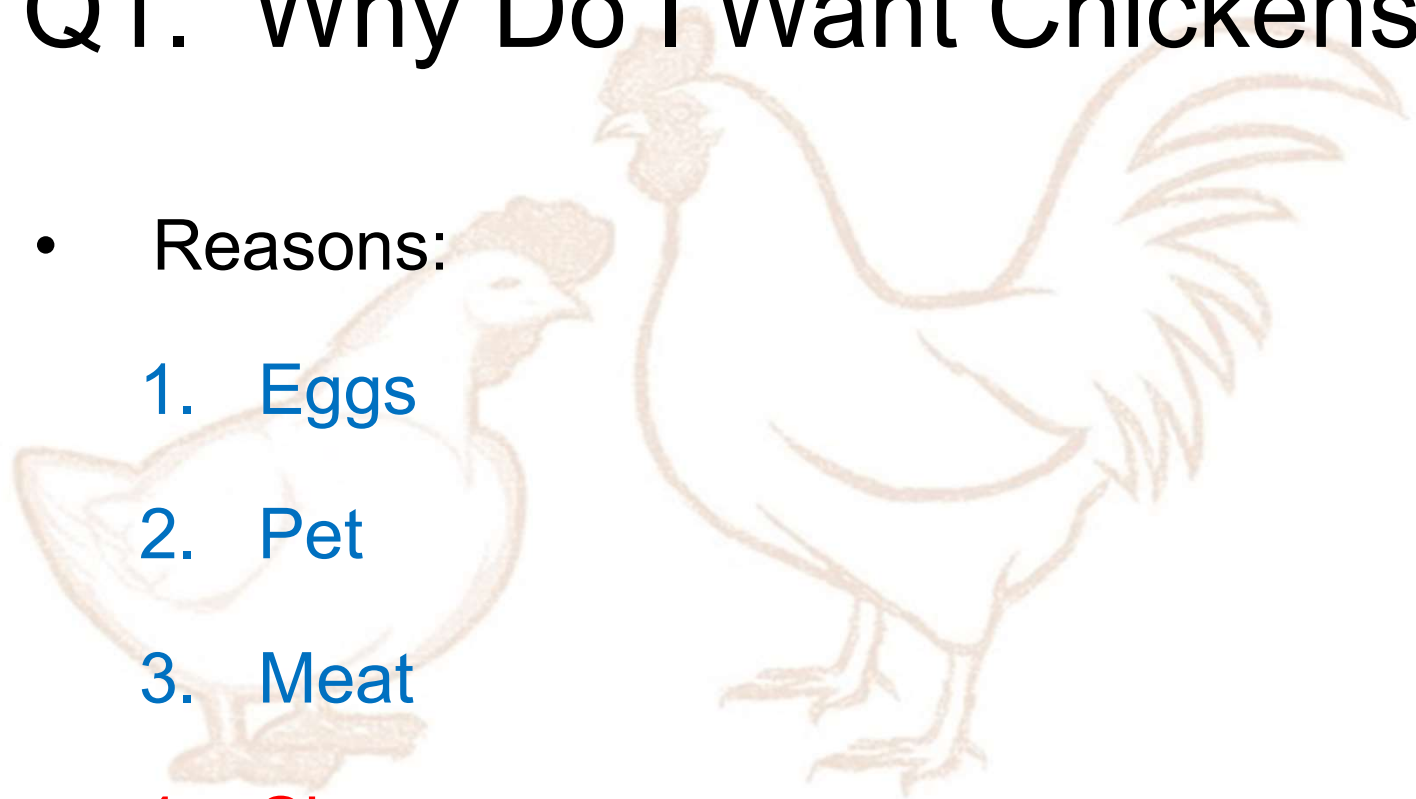 Q1. Why Do I Want Chickens
• Reasons:
1. Eggs
2. Pet
3. Meat